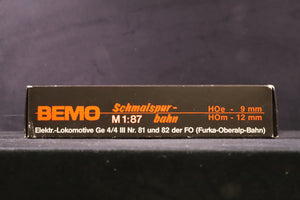 BEMO Schmalspur- HOe - 9 mm
M 1:87 bahn HOm - 12 mm
Elektr.-Lokomotive Ge 4/4 III Nr. 81 und 82 der FO (Furka-Oberalp-Bahn)